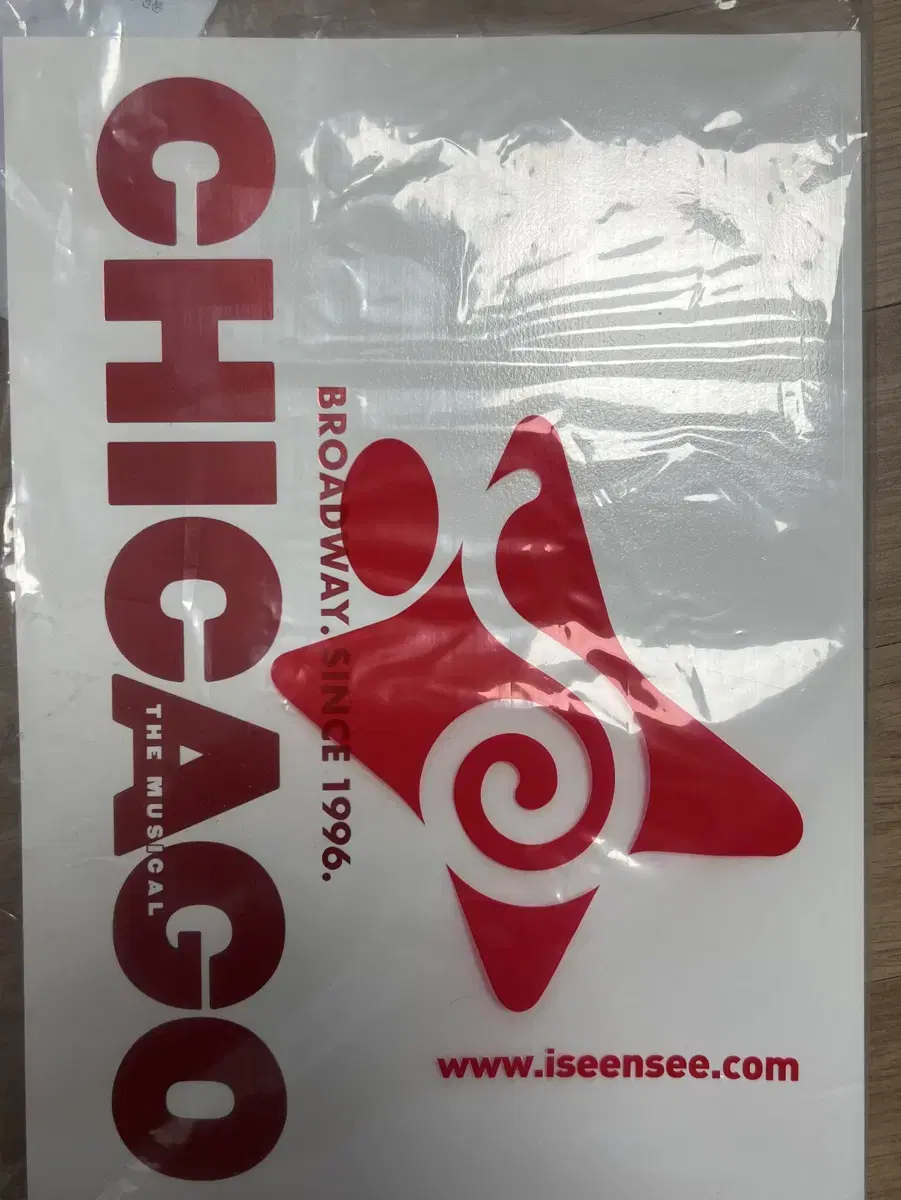 CHICAGO
THE MUSICAL
BROADWAY. SINCE 1996.
www.iseensee.com